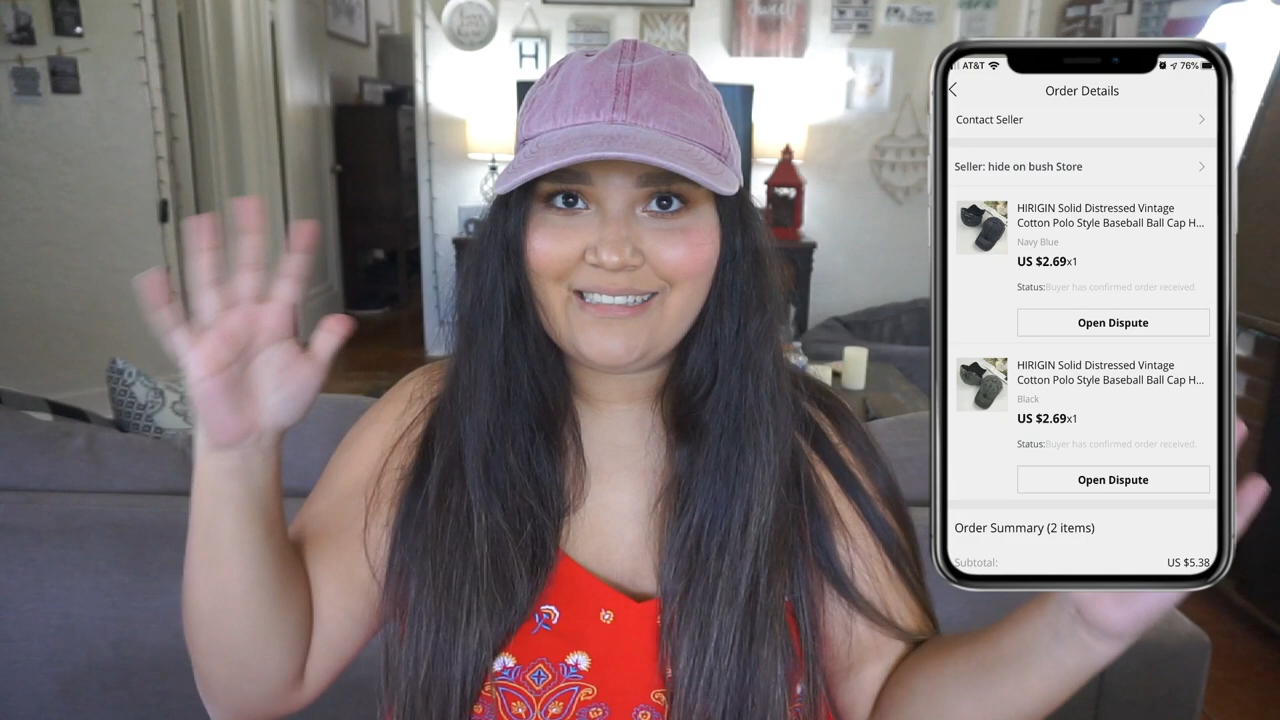 H
AT&T
76%
Order Details
Contact Seller
Seller: hide on bush Store
HIRIGIN Solid Distressed Vintage
Cotton Polo Style Baseball Ball Cap H...
Navy Blue
US $2.69x1
Status:Buyer has confirmed order received.
Open Dispute
HIRIGIN Solid Distressed Vintage
Cotton Polo Style Baseball Ball Cap H...
Black
US $2.69x1
Status:Buyer has confirmed order received.
Open Dispute
Order Summary (2 items)
Subtotal: US $5.38